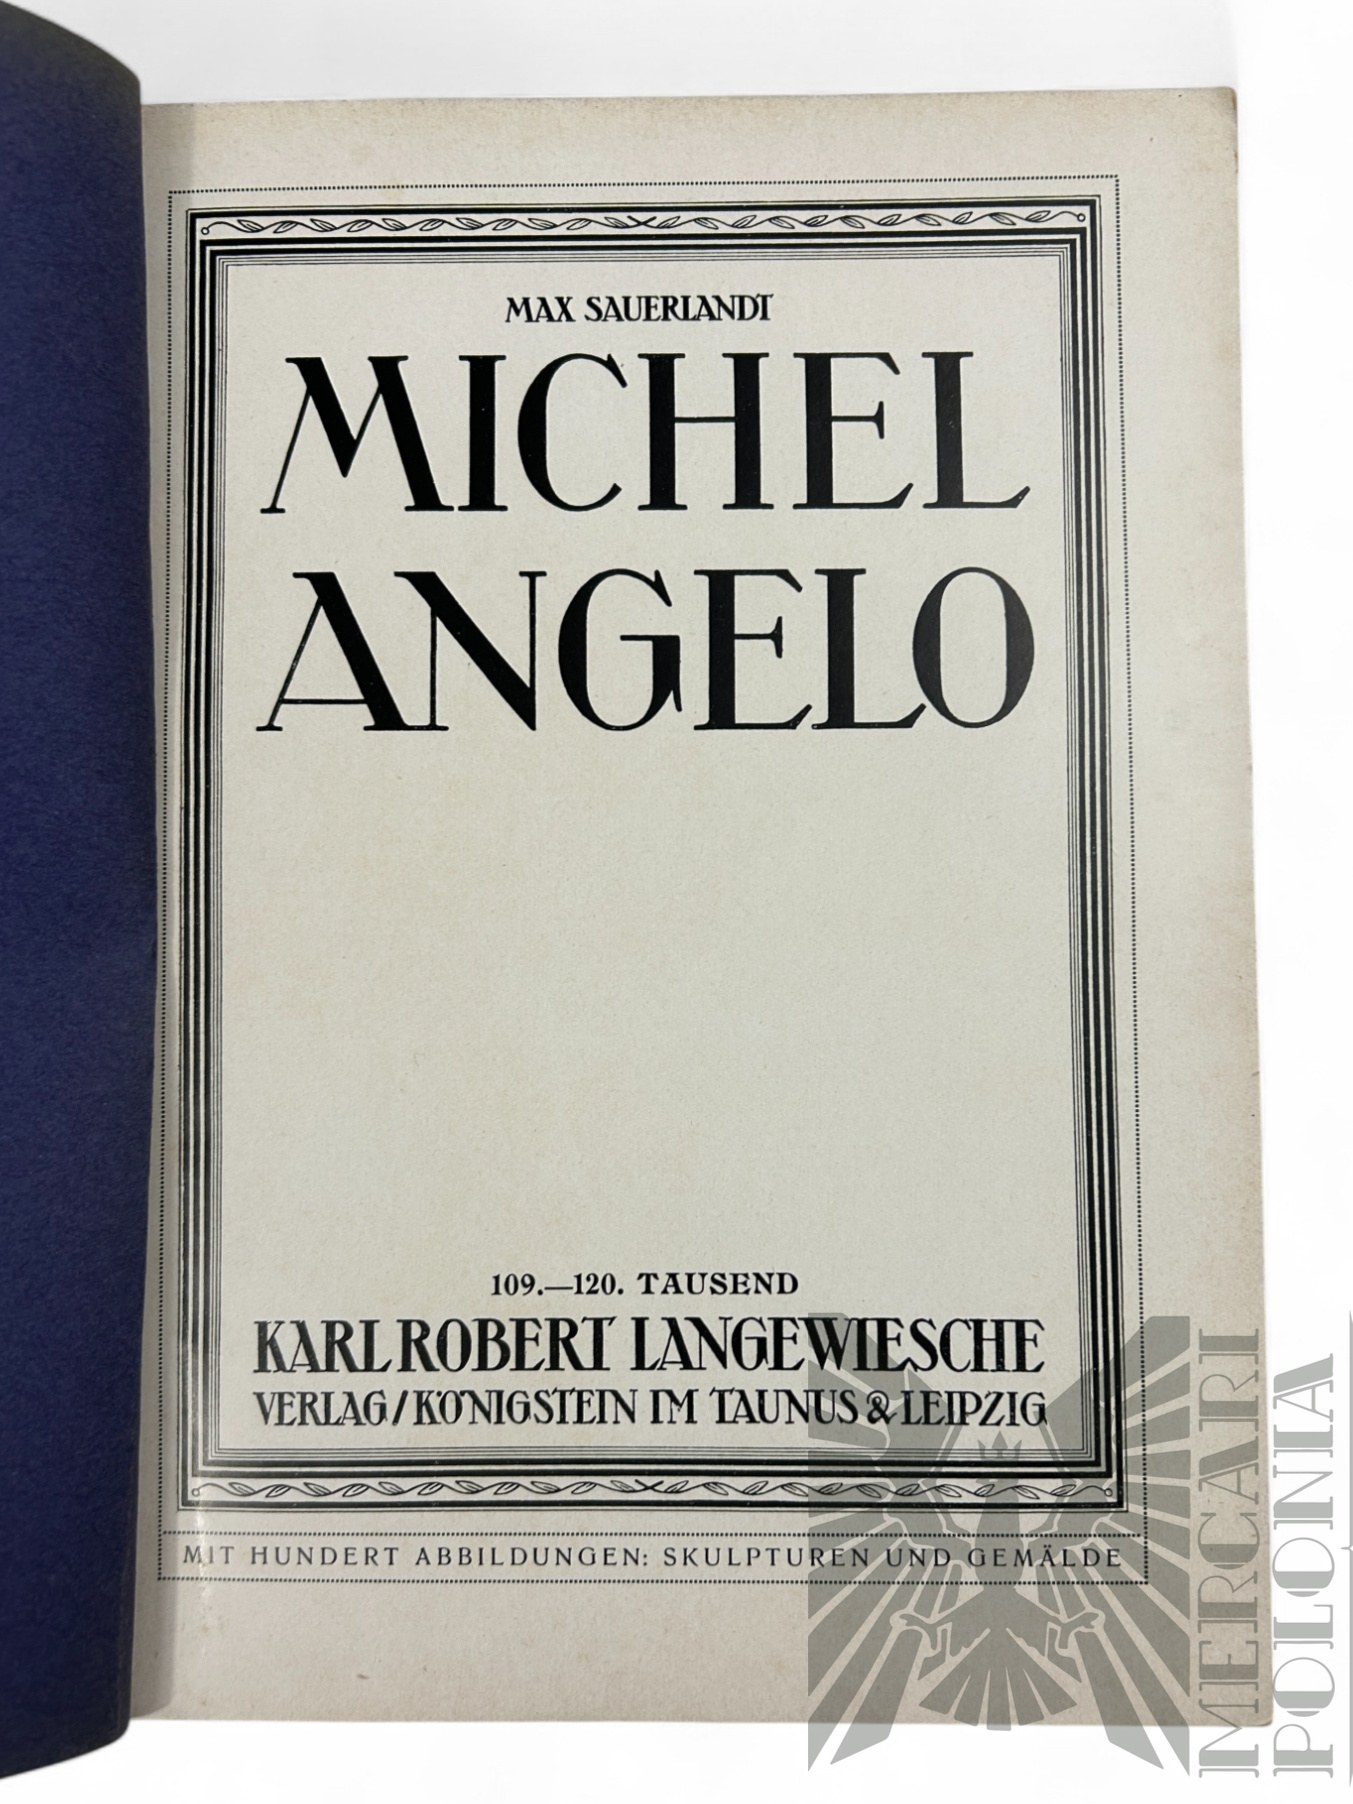 MAX SAUERLANDT
MICHEL
ANGELO
109.—120. TAUSEND
KARL ROBERT LANGEWIESCHE
VERLAG/KÖNIGSTEIN IM TAUNUS & LEIPZIG
MIT HUNDERT ABBILDUNGEN: SKULPTUREN UND GEMÄLDE
MERCARI
POLONIA